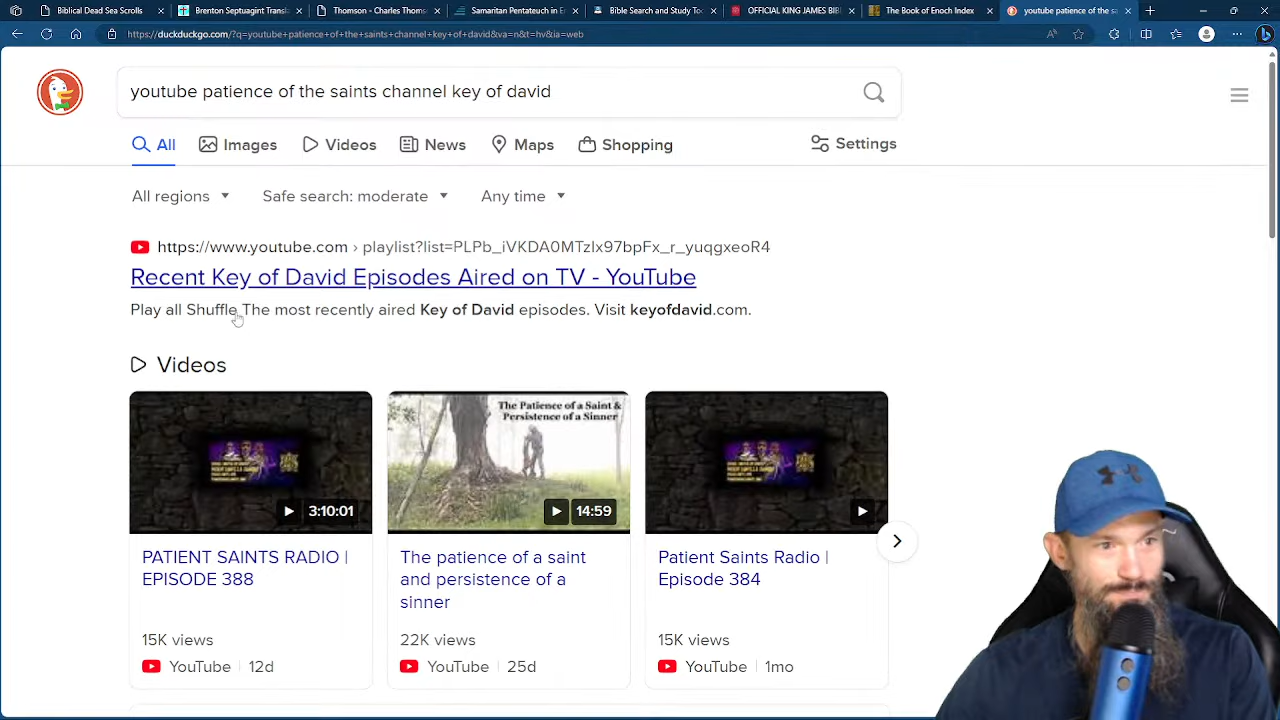 Biblical Dead Sea Scrolls
Brenton Septuagint Transl
Thomson - Charles Thoms
Samaritan Pentateuch in E
Bible Search and Study To
OFFICIAL KING JAMES BIBL
The Book of Enoch Index
youtube patience of the sa
https://duckduckgo.com/?q=youtube+patience+of+the+saints+channel+key+of+david&va=n&t=hv&ia=web
youtube patience of the saints channel key of david
All Images Videos News Maps Shopping Settings
All regions Safe search: moderate Any time
https://www.youtube.com › playlist?list=PLPb_iVKDA0MTzIx97bpFx_r_yuqgxeoR4
Recent Key of David Episodes Aired on TV - YouTube
Play all Shuffle The most recently aired Key of David episodes. Visit keyofdavid.com.
Videos
The Patience of a Saint &
Persistence of a Sinner
3:10:01
14:59
PATIENT SAINTS RADIO |
EPISODE 388
15K views
YouTube | 12d
The patience of a saint
and persistence of a
sinner
22K views
YouTube | 25d
Patient Saints Radio |
Episode 384
15K views
YouTube | 1mo